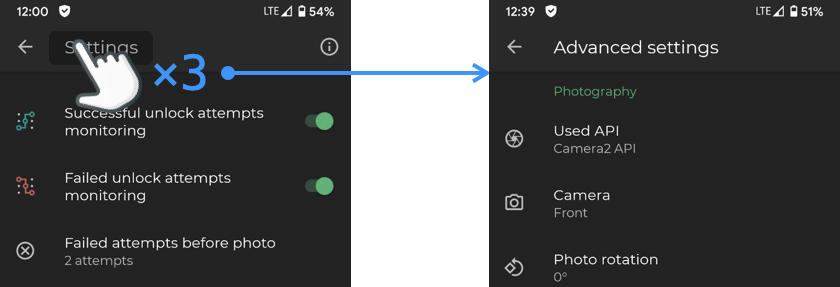 12:00
LTE 54%
Settings
×3
Successful unlock attempts
monitoring
Failed unlock attempts
monitoring
Failed attempts before photo
2 attempts
12:39
LTE 51%
Advanced settings
Photography
Used API
Camera2 API
Camera
Front
Photo rotation
0°